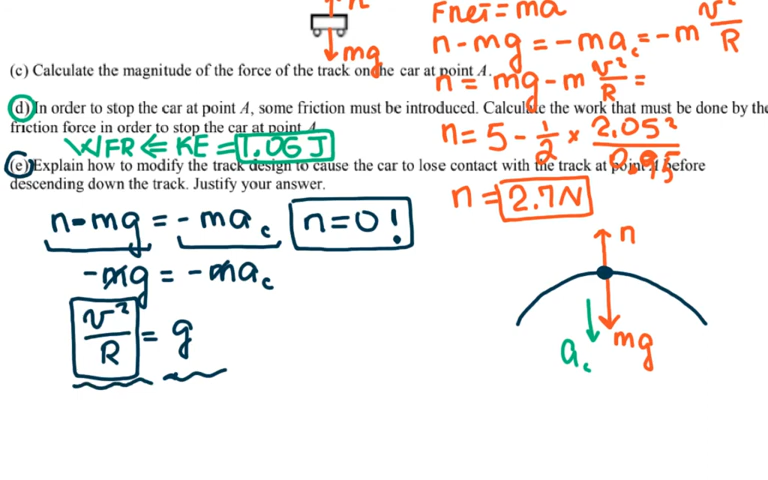 n
Fnet = ma
mg
n - mg = -ma_c = -m v²/R
(c) Calculate the magnitude of the force of the track on the car at point A.
n = mg - m v²/R =
(d) In order to stop the car at point A, some friction must be introduced. Calculate the work that must be done by the
friction force in order to stop the car at point A.
WFR ⇐ KE = 1.06 J
n = 5 - 1/2 × 2.05²/0.95
(e) Explain how to modify the track design to cause the car to lose contact with the track at point A before
descending down the track. Justify your answer.
n = 2.7N
n - mg = -ma_c
n = 0!
n
-mg = -ma_c
v²/R = g
a_c
mg